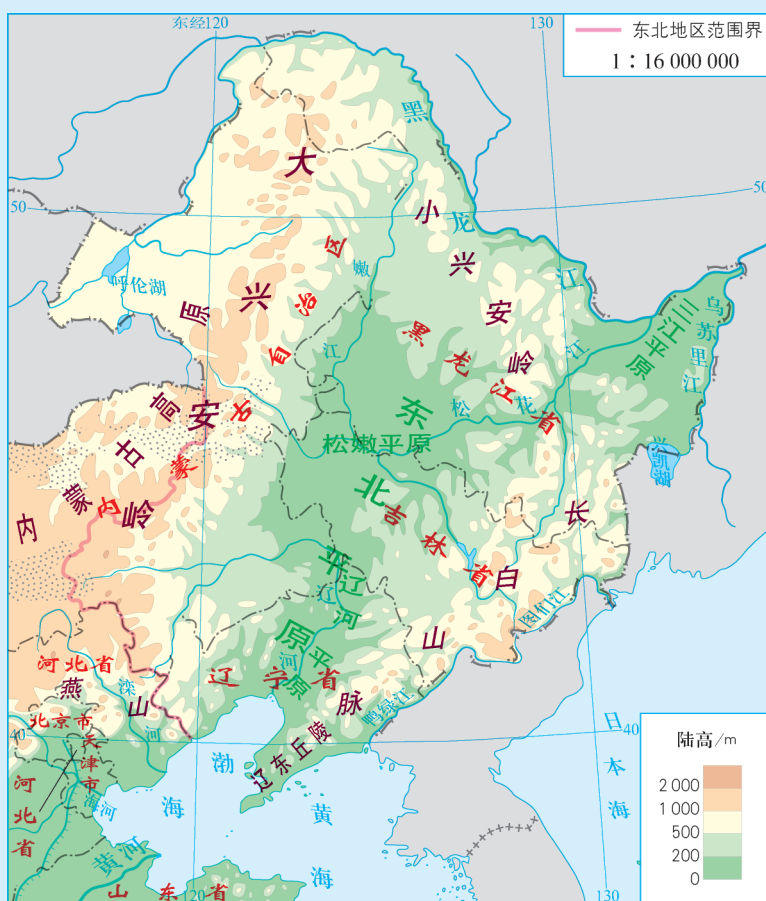 东经120
130
东北地区范围界
1：16 000 000
黑龙江
大兴安岭
小兴安岭
50
50
呼伦湖
嫩江
内蒙古自治区
内蒙古高原
黑龙江省
三江平原
乌苏里江
松花江
东北平原
松嫩平原
兴凯湖
吉林省
长白山脉
图们江
辽河平原
辽河
辽宁省
鸭绿江
辽东丘陵
河北省
燕山
滦河
北京市
天津市
40
40
河北省
海河
渤海
黄海
日本海
黄河
山东省
120
130
陆高/m
2 000
1 000
500
200
0